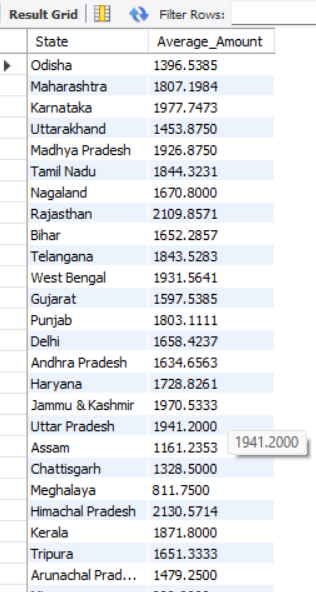 Result Grid Filter Rows:
State Average_Amount
Odisha 1396.5385
Maharashtra 1807.1984
Karnataka 1977.7473
Uttarakhand 1453.8750
Madhya Pradesh 1926.8750
Tamil Nadu 1844.3231
Nagaland 1670.8000
Rajasthan 2109.8571
Bihar 1652.2857
Telangana 1843.5283
West Bengal 1931.5641
Gujarat 1597.5385
Punjab 1803.1111
Delhi 1658.4237
Andhra Pradesh 1634.6563
Haryana 1728.8261
Jammu & Kashmir 1970.5333
Uttar Pradesh 1941.2000
1941.2000
Assam 1161.2353
Chattisgarh 1328.5000
Meghalaya 811.7500
Himachal Pradesh 2130.5714
Kerala 1871.8000
Tripura 1651.3333
Arunachal Prad... 1479.2500